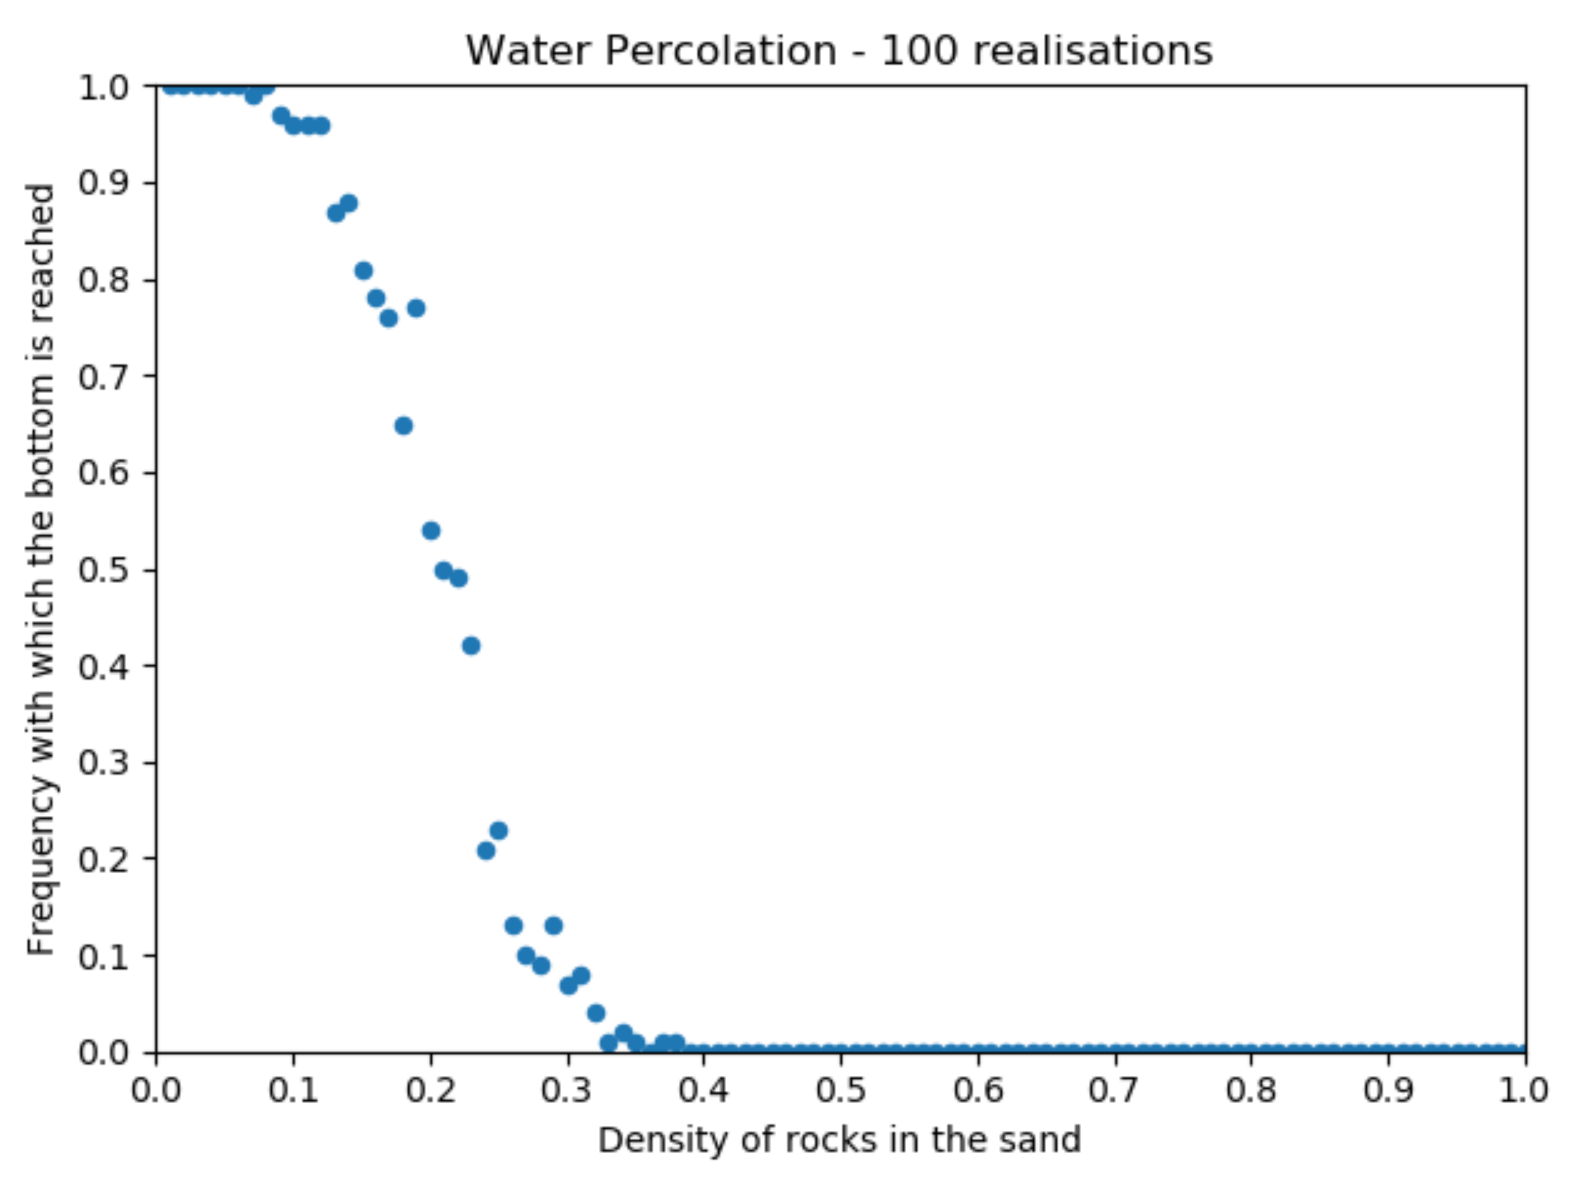 Water Percolation - 100 realisations
1.0
0.9
0.8
0.7
0.6
0.5
0.4
0.3
0.2
0.1
0.0
Frequency with which the bottom is reached
0.0 0.1 0.2 0.3 0.4 0.5 0.6 0.7 0.8 0.9 1.0
Density of rocks in the sand